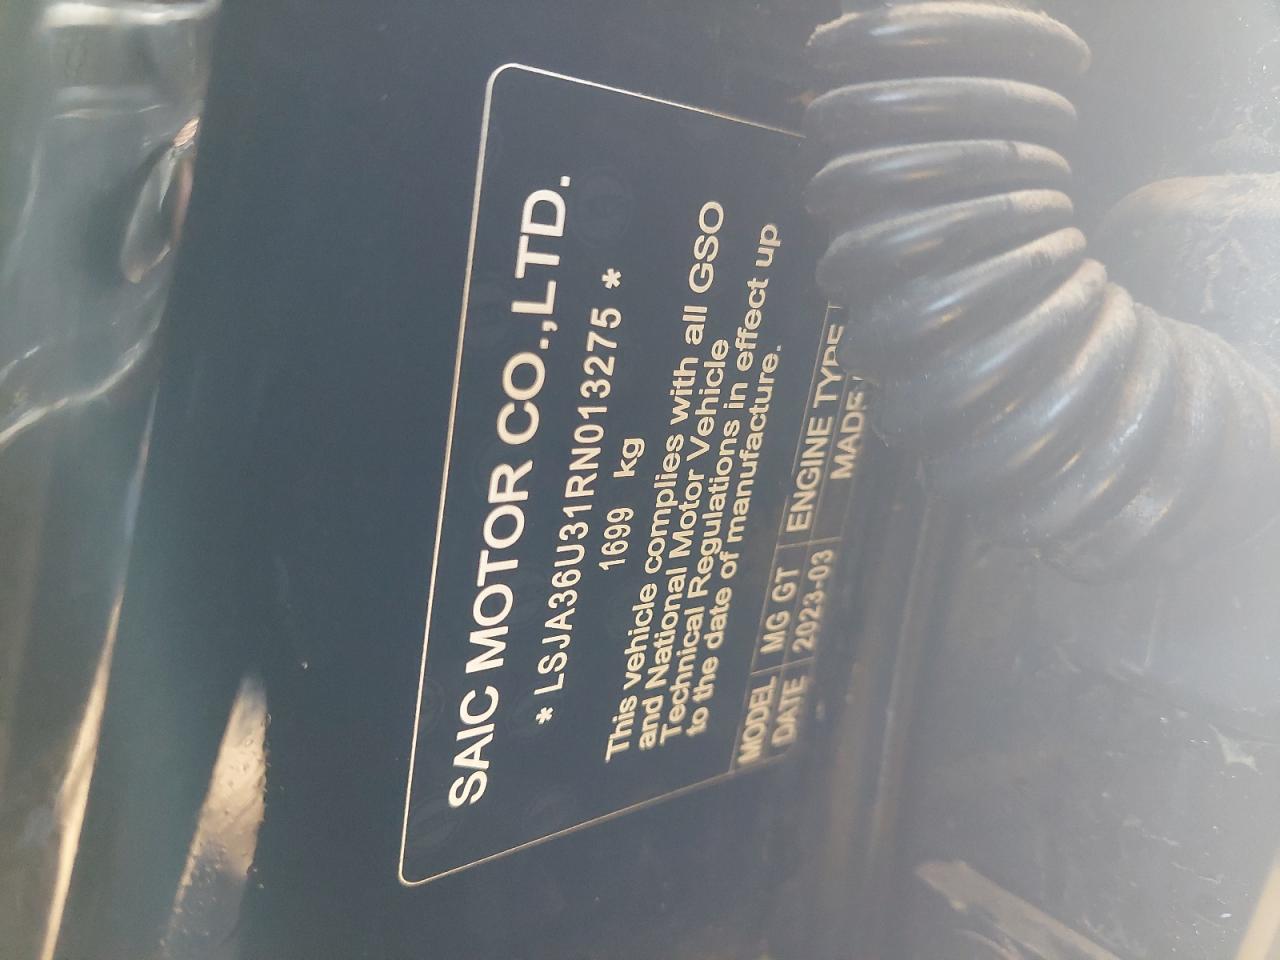 SAIC MOTOR CO.,LTD.
* LSJA36U31RN013275 *
1699 kg
This vehicle complies with all GSO
and National Motor Vehicle
Technical Regulations in effect up
to the date of manufacture.
MODEL MG GT ENGINE TYPE
DATE 2023-03 MADE